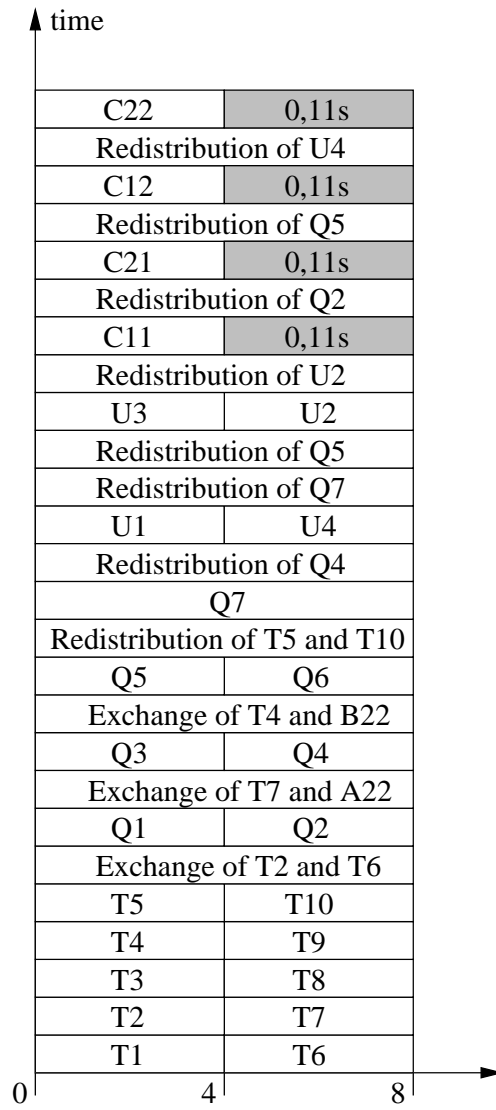 time
C22 0,11s
Redistribution of U4
C12 0,11s
Redistribution of Q5
C21 0,11s
Redistribution of Q2
C11 0,11s
Redistribution of U2
U3 U2
Redistribution of Q5
Redistribution of Q7
U1 U4
Redistribution of Q4
Q7
Redistribution of T5 and T10
Q5 Q6
Exchange of T4 and B22
Q3 Q4
Exchange of T7 and A22
Q1 Q2
Exchange of T2 and T6
T5 T10
T4 T9
T3 T8
T2 T7
T1 T6
0 4 8